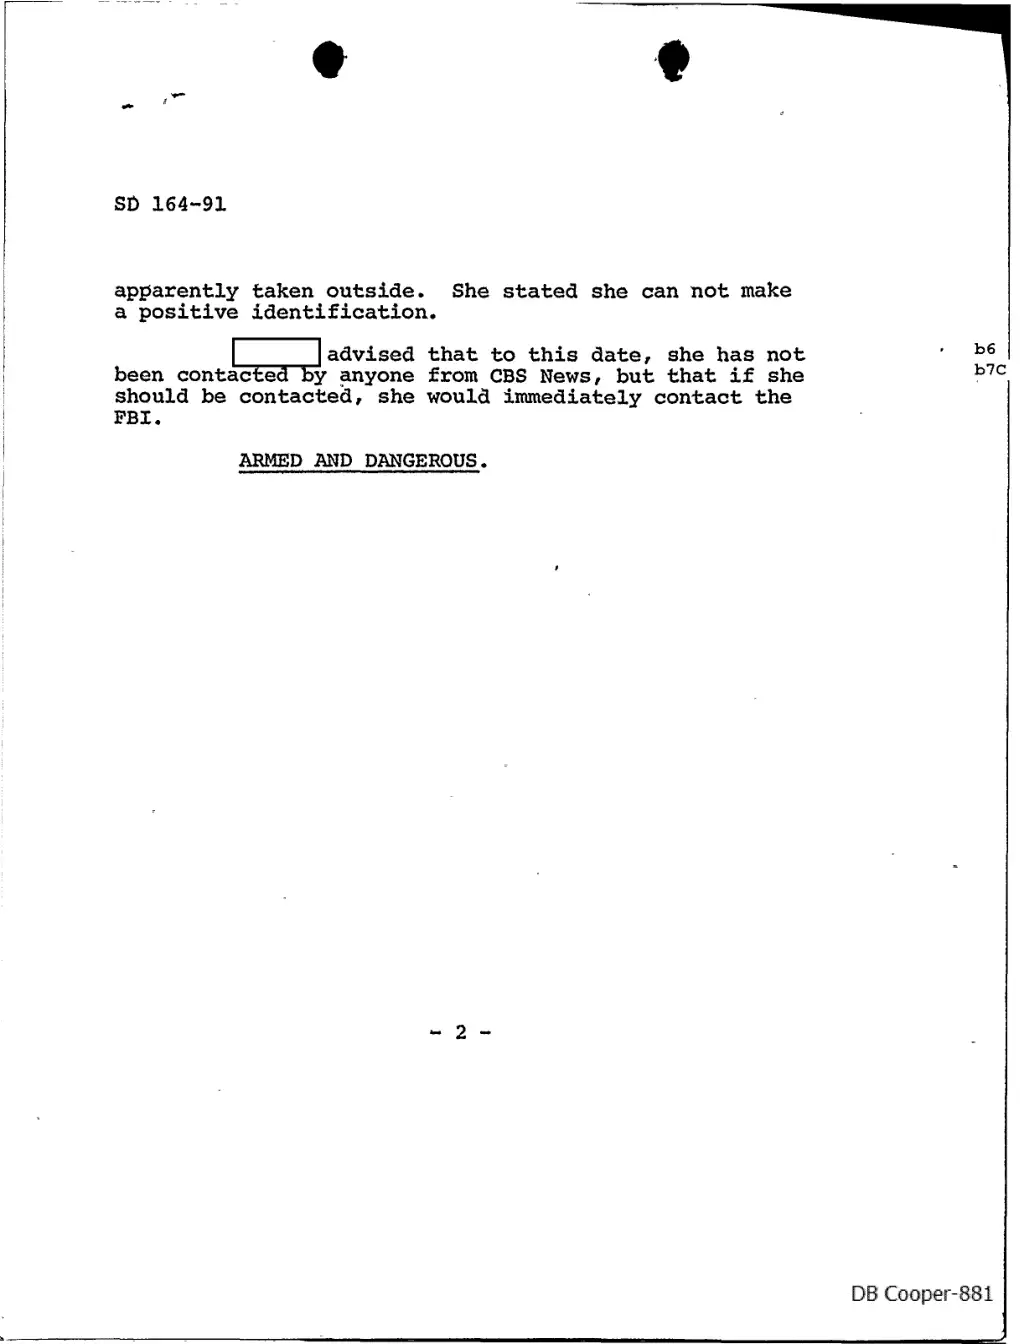 SD 164-91
apparently taken outside. She stated she can not make
a positive identification.
advised that to this date, she has not
b6
been contacted by anyone from CBS News, but that if she
b7C
should be contacted, she would immediately contact the
FBI.
ARMED AND DANGEROUS.
- 2 -
DB Cooper-881